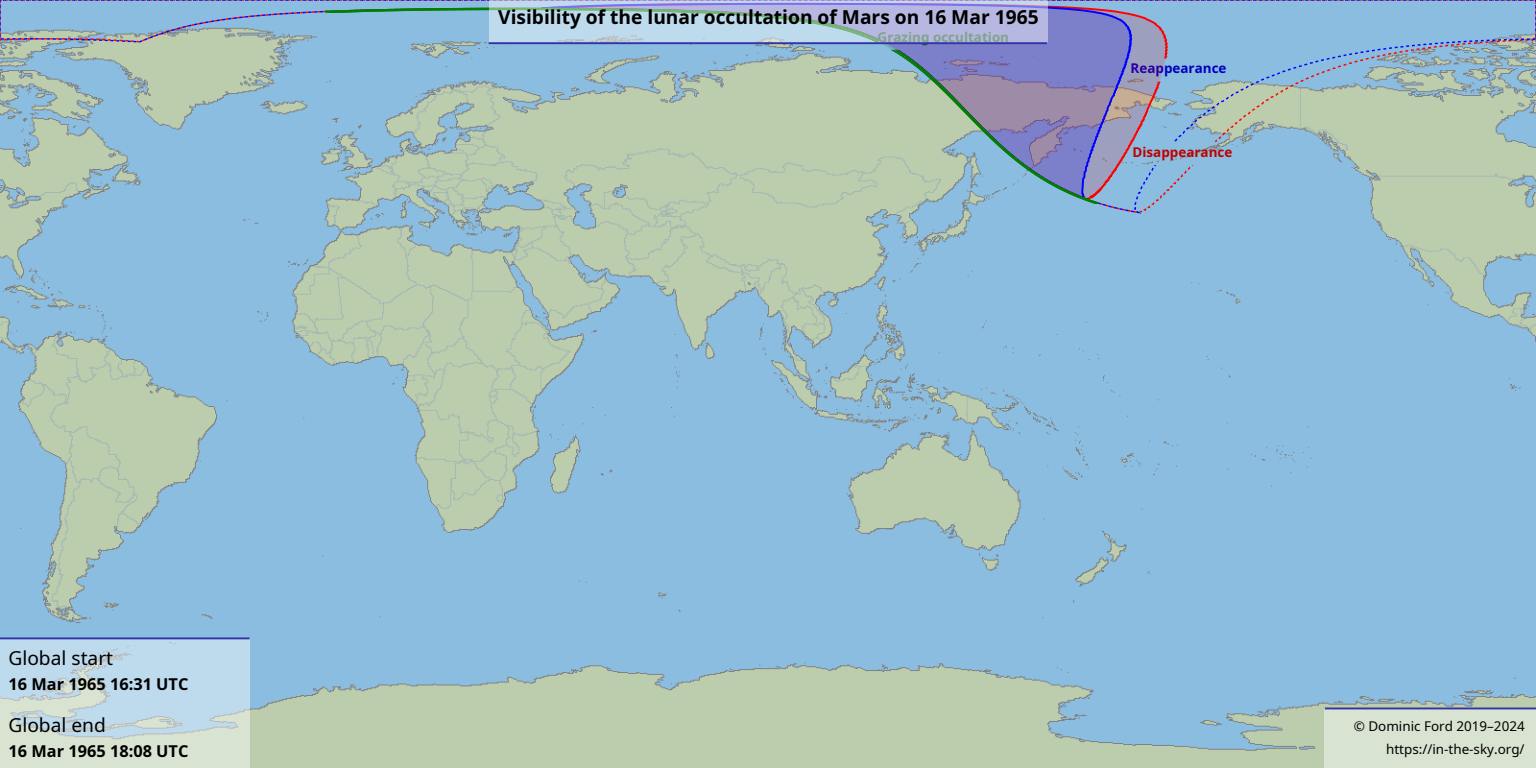 Visibility of the lunar occultation of Mars on 16 Mar 1965
Grazing occultation
Reappearance
Disappearance
Global start
16 Mar 1965 16:31 UTC
Global end
16 Mar 1965 18:08 UTC
© Dominic Ford 2019–2024
https://in-the-sky.org/